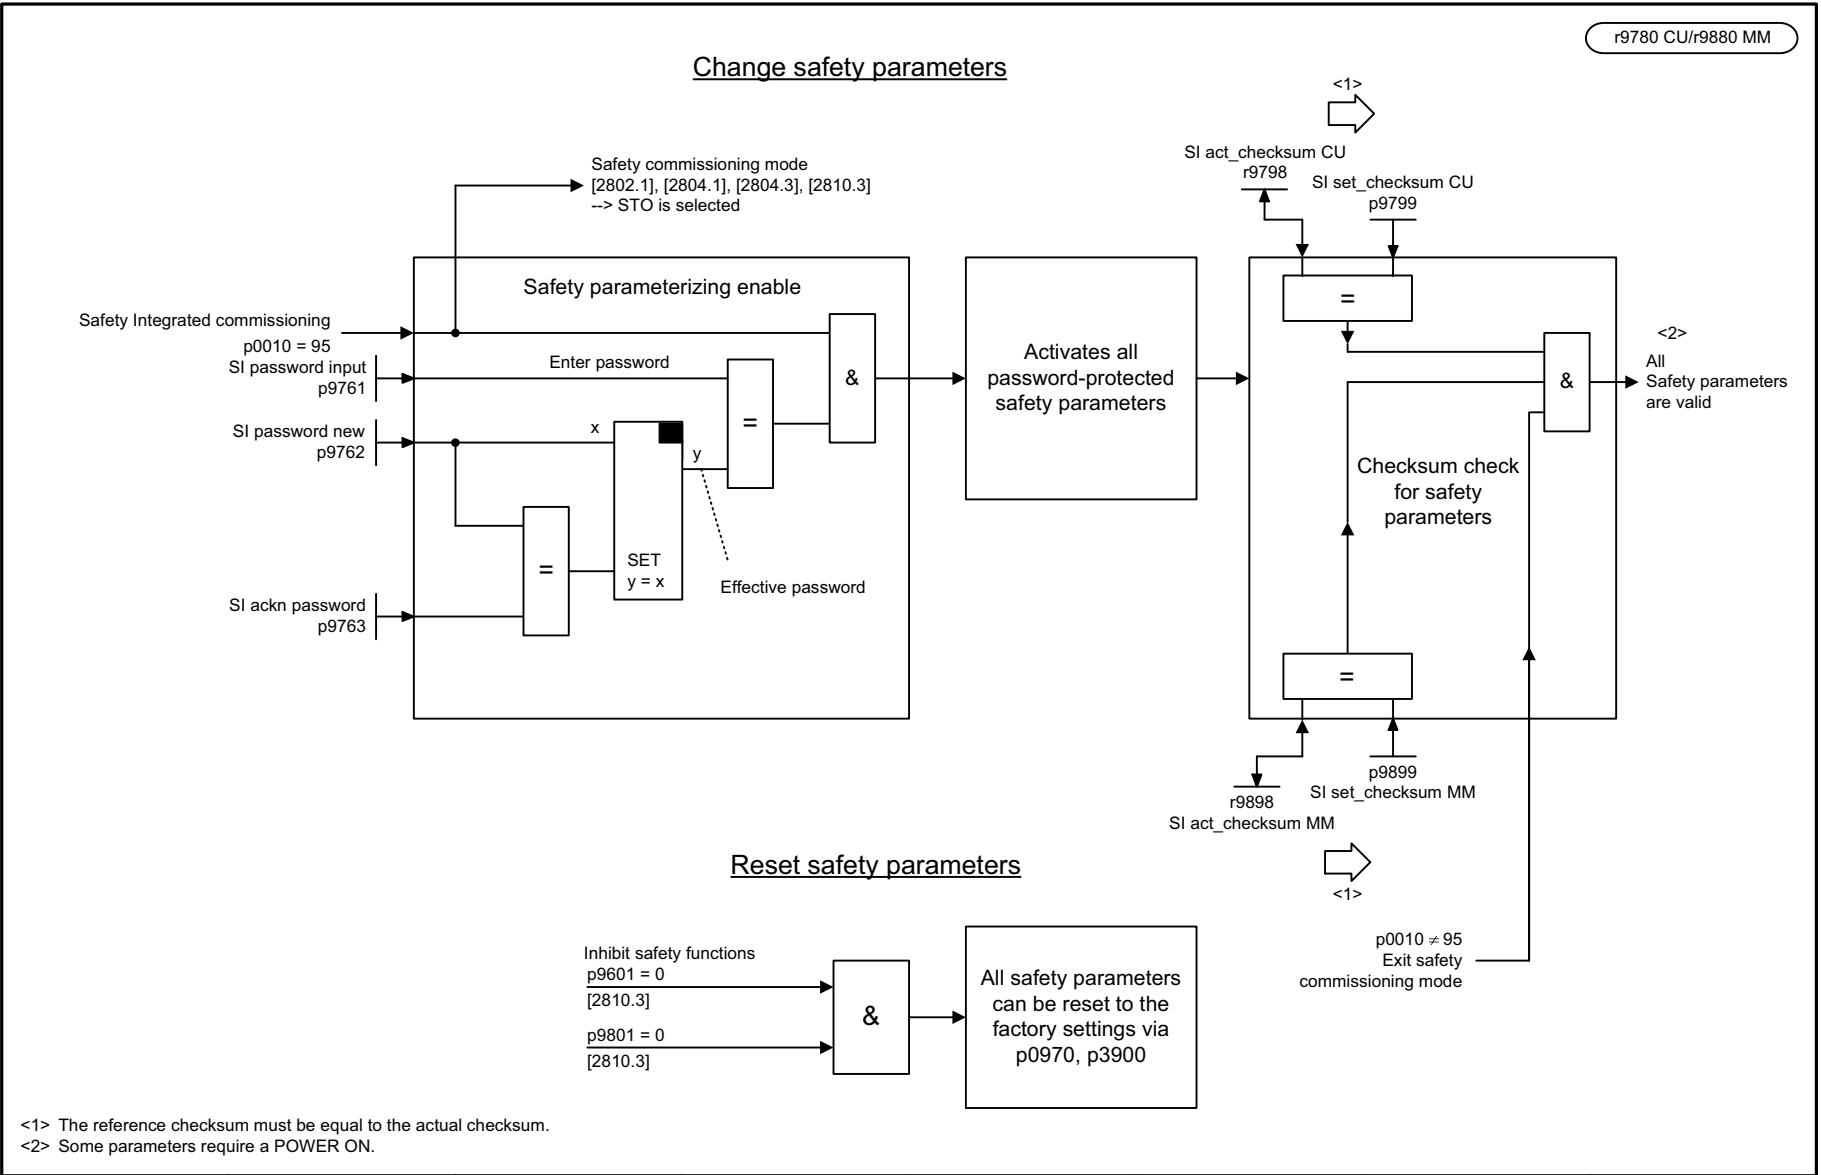 r9780 CU/r9880 MM
Change safety parameters
<1>
SI act_checksum CU
r9798
SI set_checksum CU
p9799
Safety commissioning mode
[2802.1], [2804.1], [2804.3], [2810.3]
--> STO is selected
Safety parameterizing enable
=
Safety Integrated commissioning
p0010 = 95
SI password input
p9761
Enter password
&
=
Activates all
password-protected
safety parameters
&
<2>
All
Safety parameters
are valid
SI password new
p9762
x
y
Checksum check
for safety
parameters
=
SET
y = x
Effective password
SI ackn password
p9763
=
r9898
SI act_checksum MM
p9899
SI set_checksum MM
<1>
Reset safety parameters
Inhibit safety functions
p9601 = 0
[2810.3]
p9801 = 0
[2810.3]
&
All safety parameters
can be reset to the
factory settings via
p0970, p3900
p0010 ≠ 95
Exit safety
commissioning mode
<1> The reference checksum must be equal to the actual checksum.
<2> Some parameters require a POWER ON.